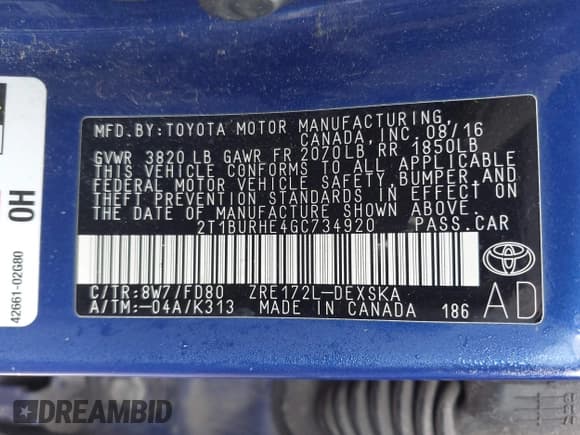 MFD.BY:TOYOTA MOTOR MANUFACTURING,
CANADA, INC. 08/16
GVWR 3820 LB GAWR FR 2070LB RR 1850LB
THIS VEHICLE CONFORMS TO ALL APPLICABLE
FEDERAL MOTOR VEHICLE SAFETY, BUMPER, AND
THEFT PREVENTION STANDARDS IN EFFECT ON
THE DATE OF MANUFACTURE SHOWN ABOVE.
2T1BURHE4GC734920 PASS.CAR
C/TR:8W7/FD80 ZRE172L-DEXSKA
A/TM:-04A/K313 MADE IN CANADA 186
AD
OH
42661-02G80
DREAMBID